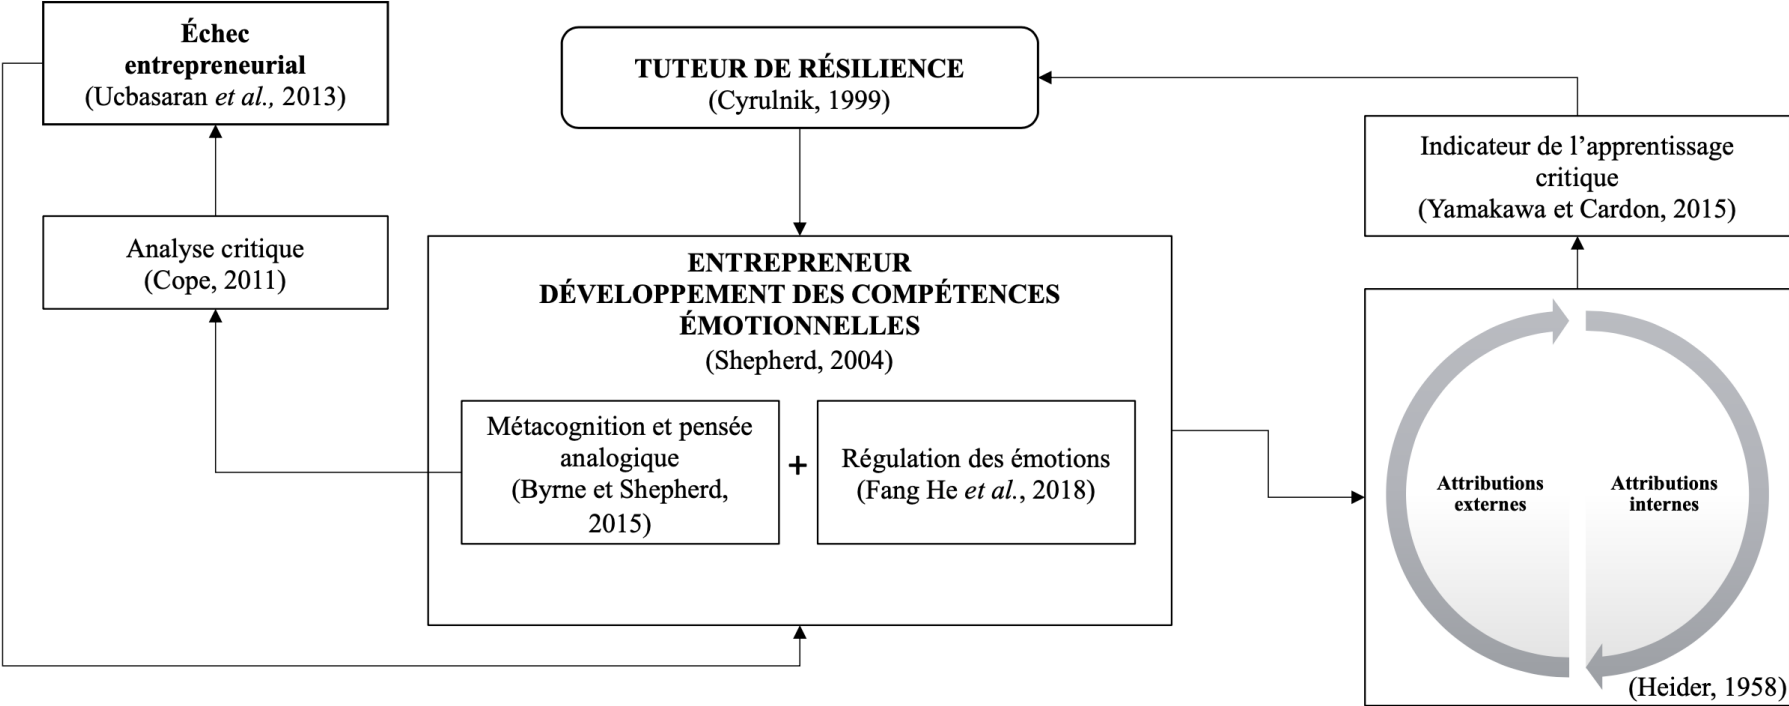 Échec
entrepreneurial
(Ucbasaran et al., 2013)
TUTEUR DE RÉSILIENCE
(Cyrulnik, 1999)
Indicateur de l’apprentissage
critique
(Yamakawa et Cardon, 2015)
Analyse critique
(Cope, 2011)
ENTREPRENEUR
DÉVELOPPEMENT DES COMPÉTENCES
ÉMOTIONNELLES
(Shepherd, 2004)
Métacognition et pensée
analogique
(Byrne et Shepherd,
2015)
+
Régulation des émotions
(Fang He et al., 2018)
Attributions
externes
Attributions
internes
(Heider, 1958)